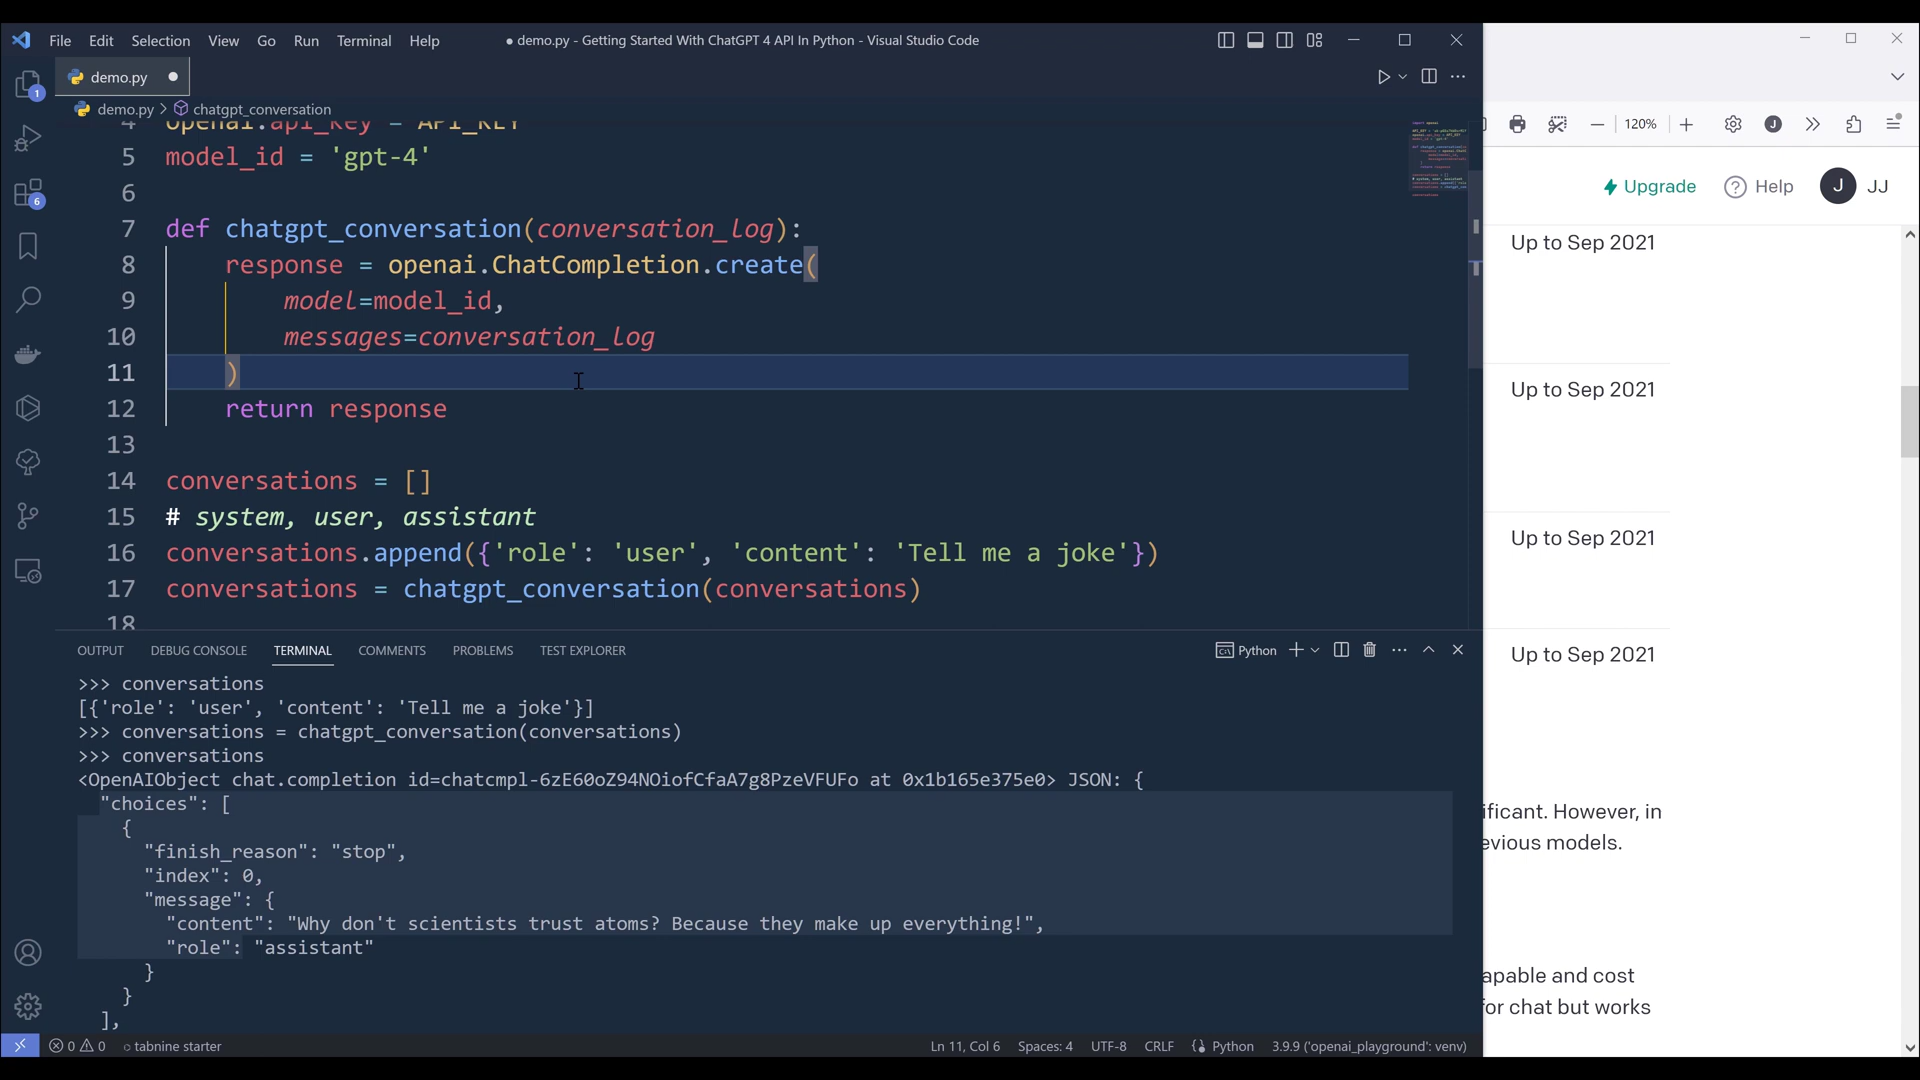 File Edit Selection View Go Run Terminal Help
● demo.py - Getting Started With ChatGPT 4 API In Python - Visual Studio Code
demo.py
demo.py > chatgpt_conversation
4 openai.api_key = API_KEY
5 model_id = 'gpt-4'
6
7 def chatgpt_conversation(conversation_log):
8 response = openai.ChatCompletion.create(
9 model=model_id,
10 messages=conversation_log
11 )
12 return response
13
14 conversations = []
15 # system, user, assistant
16 conversations.append({'role': 'user', 'content': 'Tell me a joke'})
17 conversations = chatgpt_conversation(conversations)
18
1
6
OUTPUT DEBUG CONSOLE TERMINAL COMMENTS PROBLEMS TEST EXPLORER
Python
>>> conversations
[{'role': 'user', 'content': 'Tell me a joke'}]
>>> conversations = chatgpt_conversation(conversations)
>>> conversations
<OpenAIObject chat.completion id=chatcmpl-6zE60oZ94NOiofCfaA7g8PzeVFUFo at 0x1b165e375e0> JSON: {
"choices": [
{
"finish_reason": "stop",
"index": 0,
"message": {
"content": "Why don't scientists trust atoms? Because they make up everything!",
"role": "assistant"
}
}
],
0 0 tabnine starter
Ln 11, Col 6 Spaces: 4 UTF-8 CRLF Python 3.9.9 ('openai_playground': venv)
120%
J
Upgrade Help J JJ
Up to Sep 2021
Up to Sep 2021
Up to Sep 2021
Up to Sep 2021
ificant. However, in
evious models.
apable and cost
for chat but works